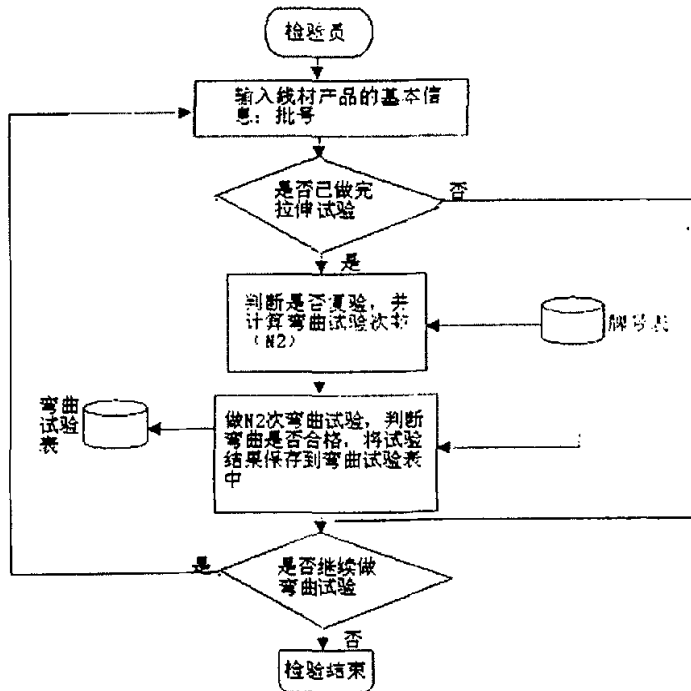 检验员
输入线材产品的基本信
息：批号
是否已做完
拉伸试验
否
是
判断是否复验，并
计算弯曲试验次数
（N2）
牌号表
弯曲
试验
表
做N2次弯曲试验，判断
弯曲是否合格，将试验
结果保存到弯曲试验表
中
是
是否继续做
弯曲试验
否
检验结束